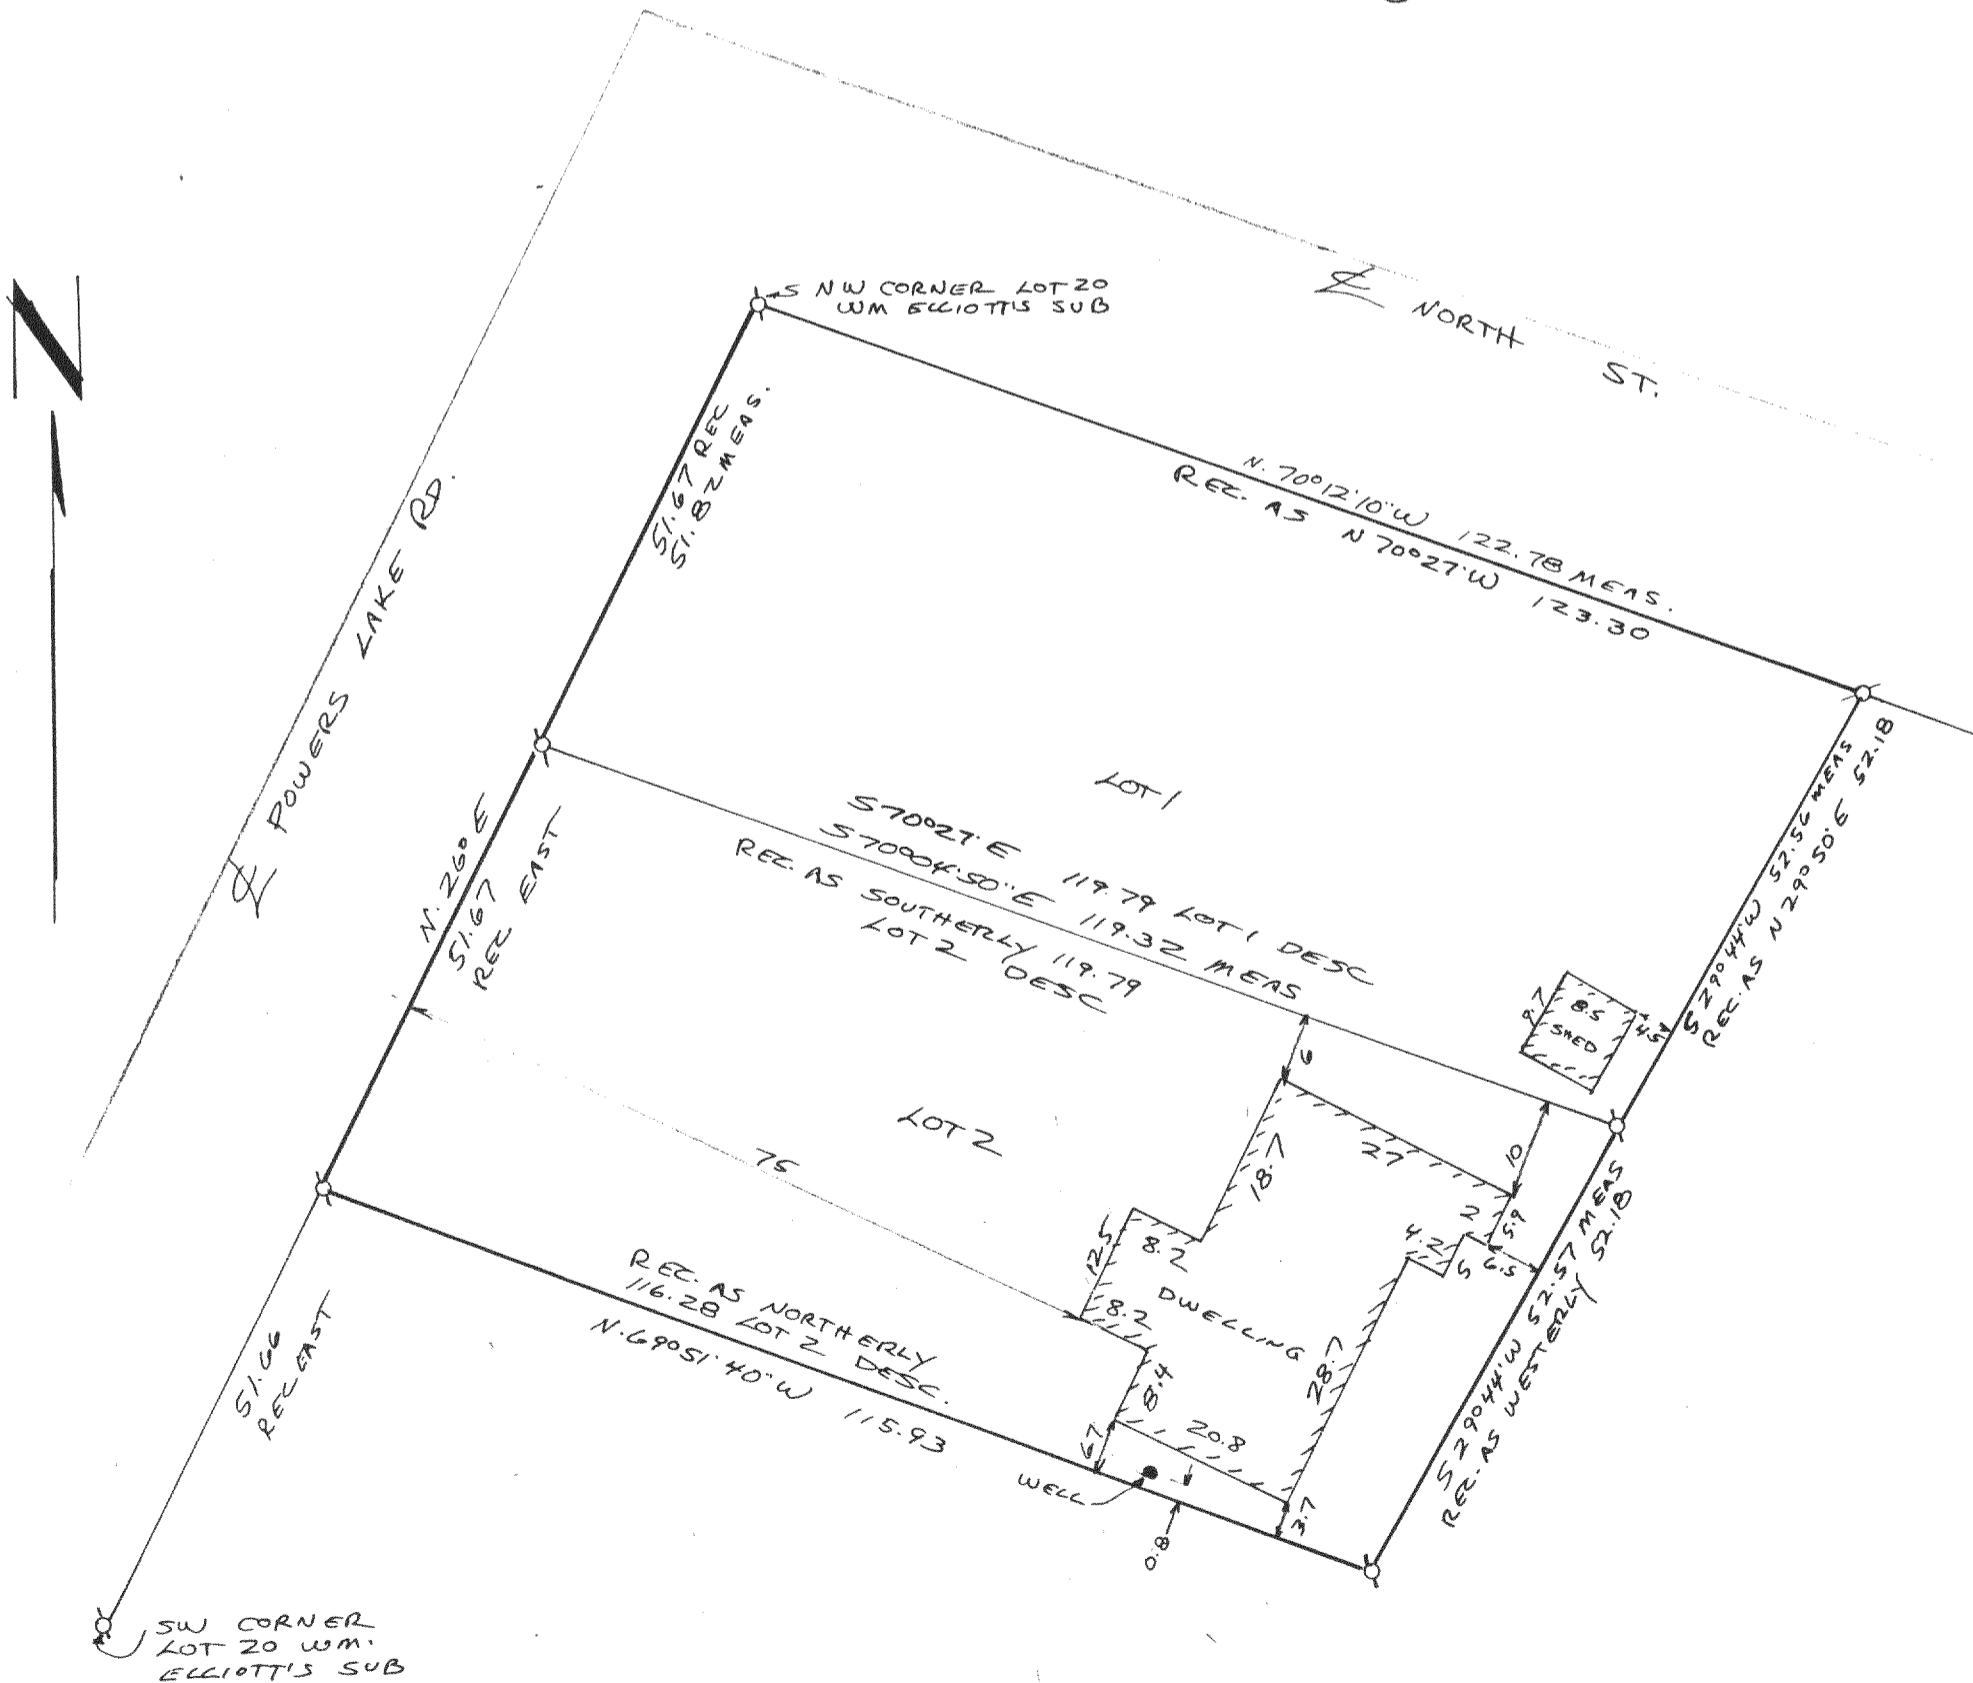 N
NW CORNER LOT 20
WM ELLIOTT'S SUB
℄ NORTH ST.
51.67 REC
51.82 MEAS.
N. 70°12'10"W 122.78 MEAS.
REC. AS N 70°27'W 123.30
℄ POWERS LAKE RD.
LOT 1
S 29°44'W 52.56 MEAS
REC. AS N 29°50'E 52.18
S 70°27'E 119.79 LOT 1 DESC
S 70°04'50"E 119.32 MEAS
REC. AS SOUTHERLY 119.79
LOT 2 DESC
N. 26° E
51.67
REC EAST
9.7
8.5
SHED
4.5
6
10
LOT 2
75
27
18.7
2
5.9
4.2
5
6.5
12.5
8.2
8.2
DWELLING
8.4
28.7
20.8
6.7
3.7
WELL
0.8
S 29°44'W 52.57 MEAS
REC. AS WESTERLY 52.18
REC. AS NORTHERLY
116.28 LOT 2 DESC.
N. 69°51'40"W 115.93
51.66
REC EAST
SW CORNER
LOT 20 WM.
ELLIOTT'S SUB